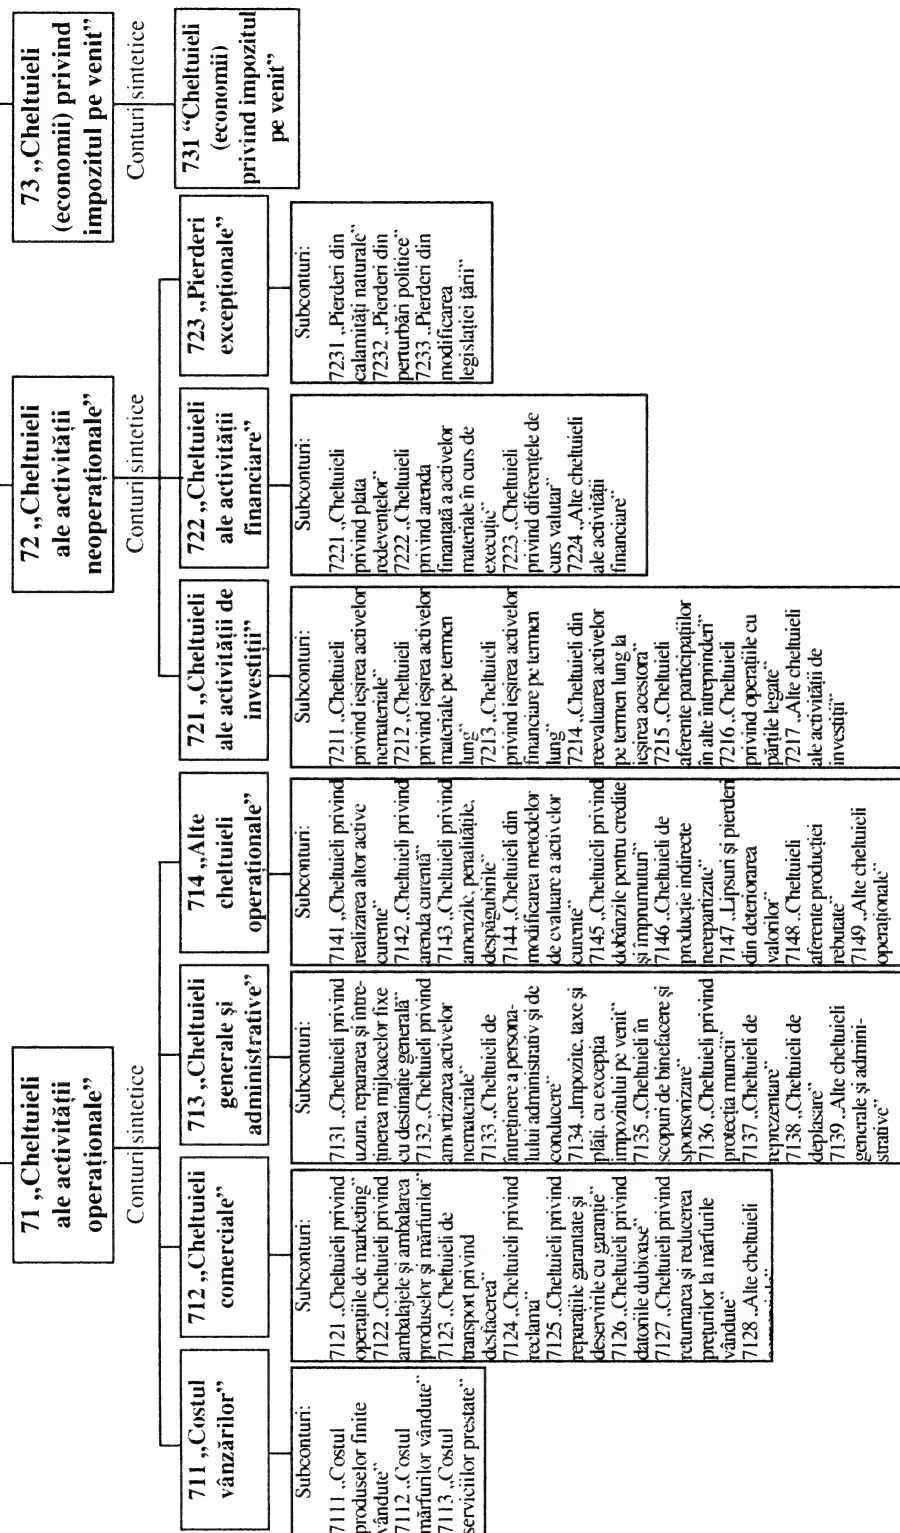 71 „Cheltuieli
ale activității
operaționale”
72 „Cheltuieli
ale activității
neoperaționale”
73 „Cheltuieli
(economii) privind
impozitul pe venit”
Conturi sintetice
Conturi sintetice
Conturi sintetice
711 „Costul
vânzărilor”
712 „Cheltuieli
comerciale”
713 „Cheltuieli
generale și
administrative”
714 „Alte
cheltuieli
operaționale”
721 „Cheltuieli
ale activității de
investiții”
722 „Cheltuieli
ale activității
financiare”
723 „Pierderi
excepționale”
731 “Cheltuieli
(economii)
privind impozitul
pe venit”
Subconturi:
7111 „Costul
produselor finite
vândute”
7112 „Costul
mărfurilor vândute”
7113 „Costul
serviciilor prestate”
Subconturi:
7121 „Cheltuieli privind
operațiile de marketing”
7122 „Cheltuieli privind
ambalajele și ambalarea
produselor și mărfurilor”
7123 „Cheltuieli de
transport privind
desfacerea”
7124 „Cheltuieli privind
reclama”
7125 „Cheltuieli privind
reparațiile garantate și
deservirile cu garanție”
7126 „Cheltuieli privind
datoriile dubioase”
7127 „Cheltuieli privind
returnarea și reducerea
prețurilor la mărfurile
vândute”
7128 „Alte cheltuieli
Subconturi:
7131 „Cheltuieli privind
uzura, repararea și între-
ținerea mijloacelor fixe
cu destinație generală”
7132 „Cheltuieli privind
amortizarea activelor
nemateriale”
7133 „Cheltuieli de
întreținere a persona-
lului administrativ și de
conducere”
7134 „Impozite, taxe și
plăți, cu excepția
impozitului pe venit”
7135 „Cheltuieli în
scopuri de binefacere și
sponsorizare”
7136 „Cheltuieli privind
protecția muncii”
7137 „Cheltuieli de
reprezentare”
7138 „Cheltuieli de
deplasare”
7139 „Alte cheltuieli
generale și admini-
strative”
Subconturi:
7141 „Cheltuieli privind
realizarea altor active
curente”
7142 „Cheltuieli privind
arenda curentă”
7143 „Cheltuieli privind
amenzile, penalitățile,
despăgubirile”
7144 „Cheltuieli din
modificarea metodelor
de evaluare a activelor
curente”
7145 „Cheltuieli privind
dobânzile pentru credite
și împrumuturi”
7146 „Cheltuieli de
producție indirecte
nerepartizate”
7147 „Lipsuri și pierderi
din deteriorarea
valorilor”
7148 „Cheltuieli
aferente producției
rebutate”
7149 „Alte cheltuieli
operaționale”
Subconturi:
7211 „Cheltuieli
privind ieșirea activelor
nemateriale”
7212 „Cheltuieli
privind ieșirea activelor
materiale pe termen
lung”
7213 „Cheltuieli
privind ieșirea activelor
financiare pe termen
lung”
7214 „Cheltuieli din
reevaluarea activelor
pe termen lung la
ieșirea acestora”
7215 „Cheltuieli
aferente participațiilor
în alte întreprinderi”
7216 „Cheltuieli
privind operațiile cu
părțile legate”
7217 „Alte cheltuieli
ale activității de
investiții”
Subconturi:
7221 „Cheltuieli
privind plata
redevențelor”
7222 „Cheltuieli
privind arenda
finanțată a activelor
materiale în curs de
execuție”
7223 „Cheltuieli
privind diferențele de
curs valutar”
7224 „Alte cheltuieli
ale activității
financiare”
Subconturi:
7231 „Pierderi din
calamități naturale”
7232 „Pierderi din
perturbări politice”
7233 „Pierderi din
modificarea
legislației țării”